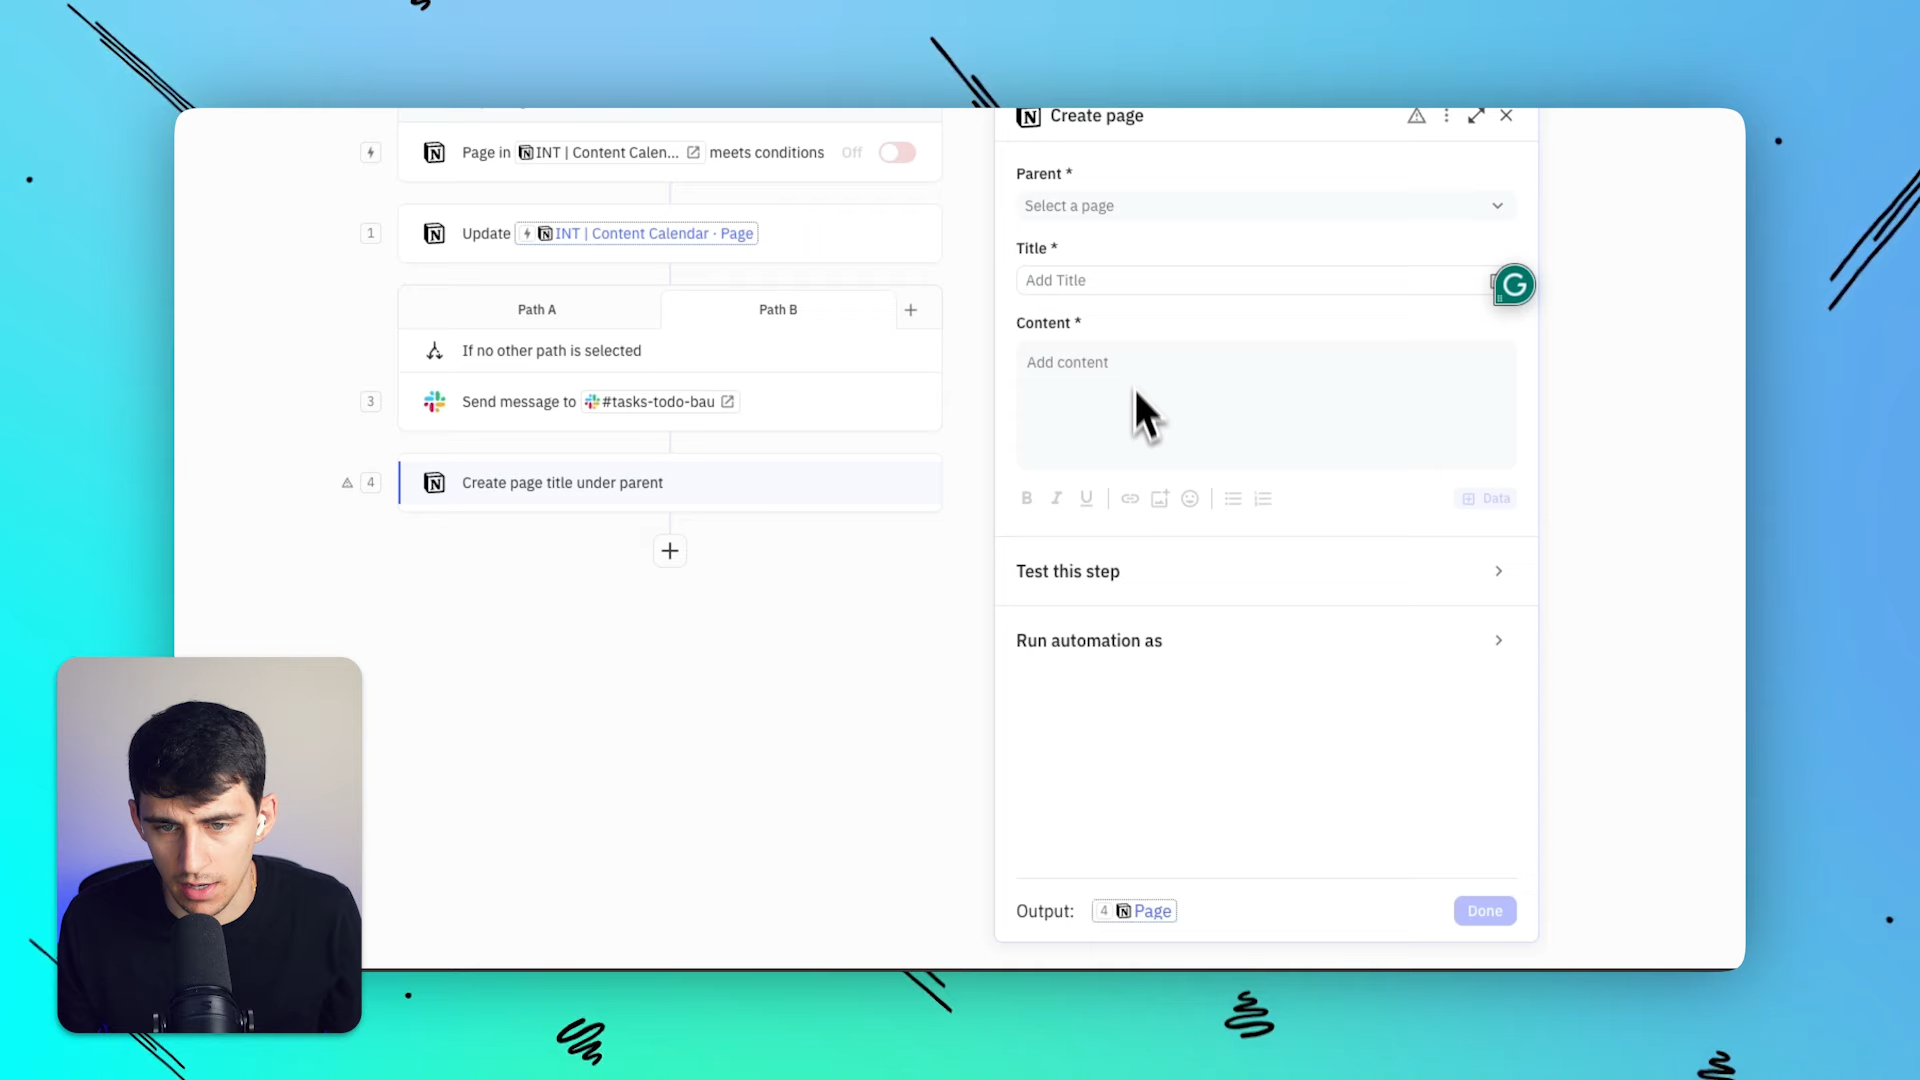 Page in INT | Content Calen... meets conditions Off
1 Update INT | Content Calendar · Page
Path A Path B
If no other path is selected
3 Send message to #tasks-todo-bau
4 Create page title under parent
Create page
Parent *
Select a page
Title *
Add Title
Content *
Add content
B I U Data
Test this step
Run automation as
Output: 4 Page
Done